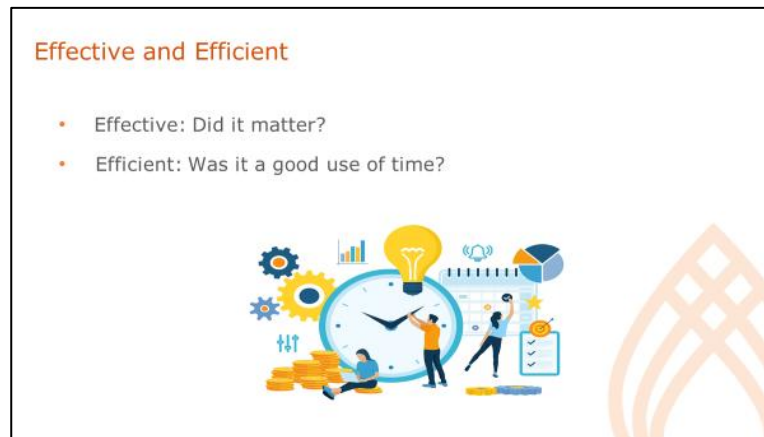 Effective and Efficient
• Effective: Did it matter?
• Efficient: Was it a good use of time?